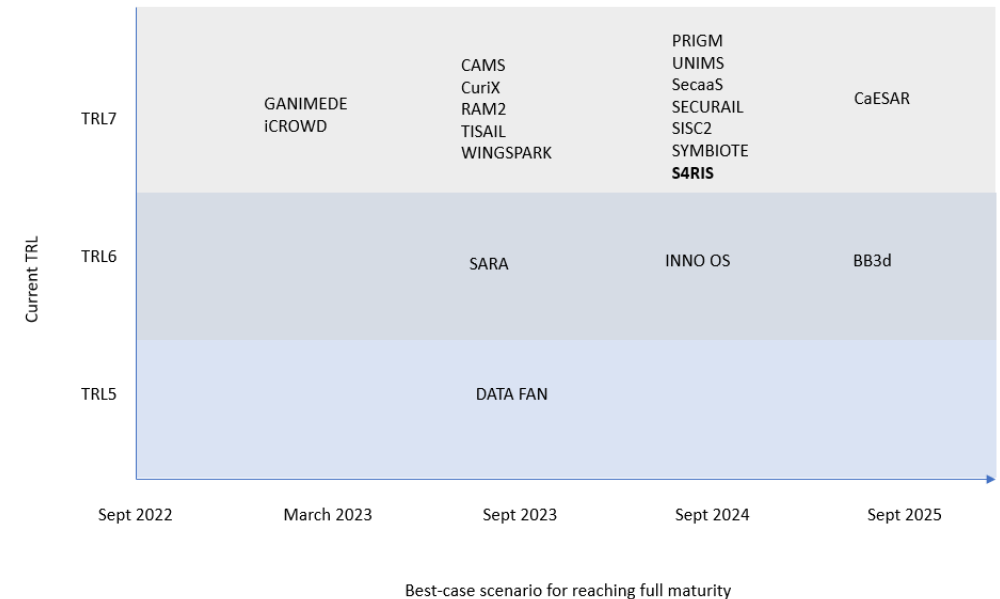 PRIGM
UNIMS
SecaaS
SECURAIL
SISC2
SYMBIOTE
S4RIS
CAMS
CuriX
RAM2
TISAIL
WINGSPARK
GANIMEDE
iCROWD
CaESAR
TRL7
Current TRL
TRL6
SARA
INNO OS
BB3d
TRL5
DATA FAN
Sept 2022
March 2023
Sept 2023
Sept 2024
Sept 2025
Best-case scenario for reaching full maturity